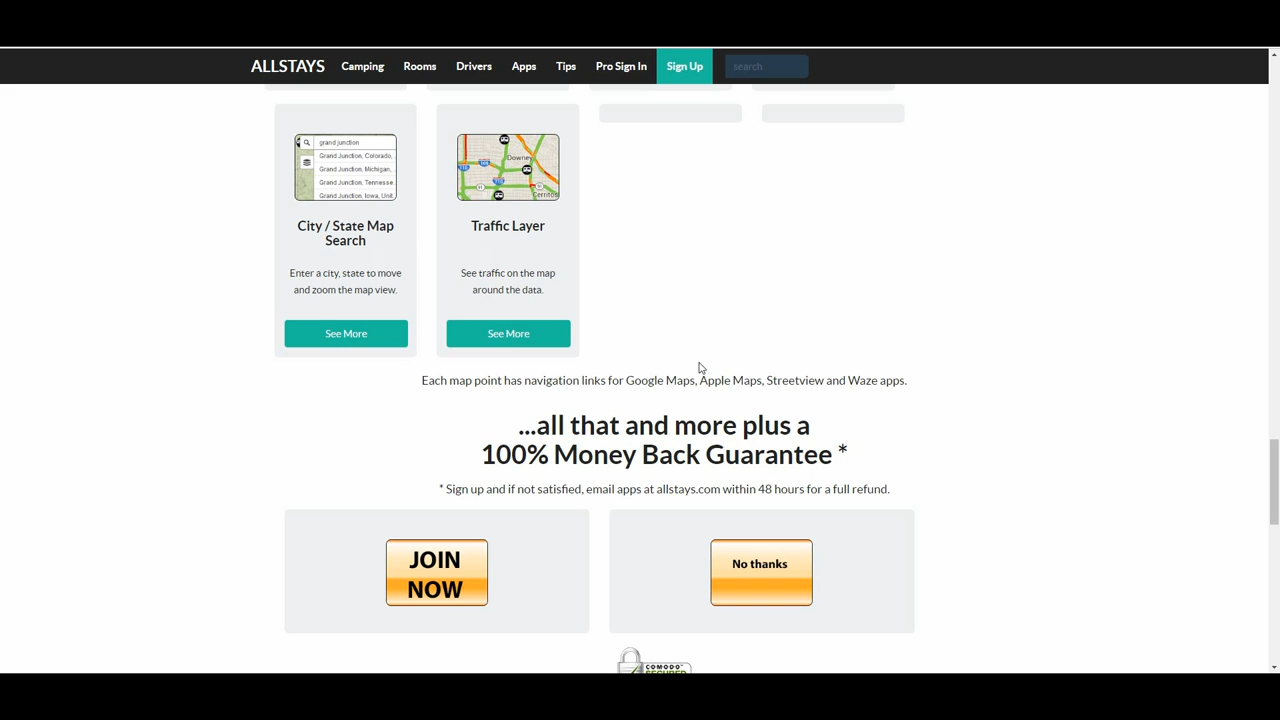 ALLSTAYS Camping Rooms Drivers Apps Tips Pro Sign In Sign Up search
grand junction
Grand Junction, Colorado,
Grand Junction, Michigan,
Grand Junction, Tennesse
Grand Junction, Iowa, Unit
Downey
Cerritos
City / State Map
Search
Traffic Layer
Enter a city, state to move
and zoom the map view.
See traffic on the map
around the data.
See More
See More
Each map point has navigation links for Google Maps, Apple Maps, Streetview and Waze apps.
...all that and more plus a
100% Money Back Guarantee *
* Sign up and if not satisfied, email apps at allstays.com within 48 hours for a full refund.
JOIN
NOW
No thanks
COMODO
SECURED